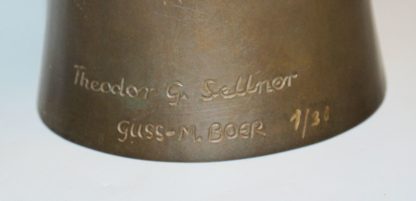 Theodor G. Sellner
GUSS-M.BOER 1/30